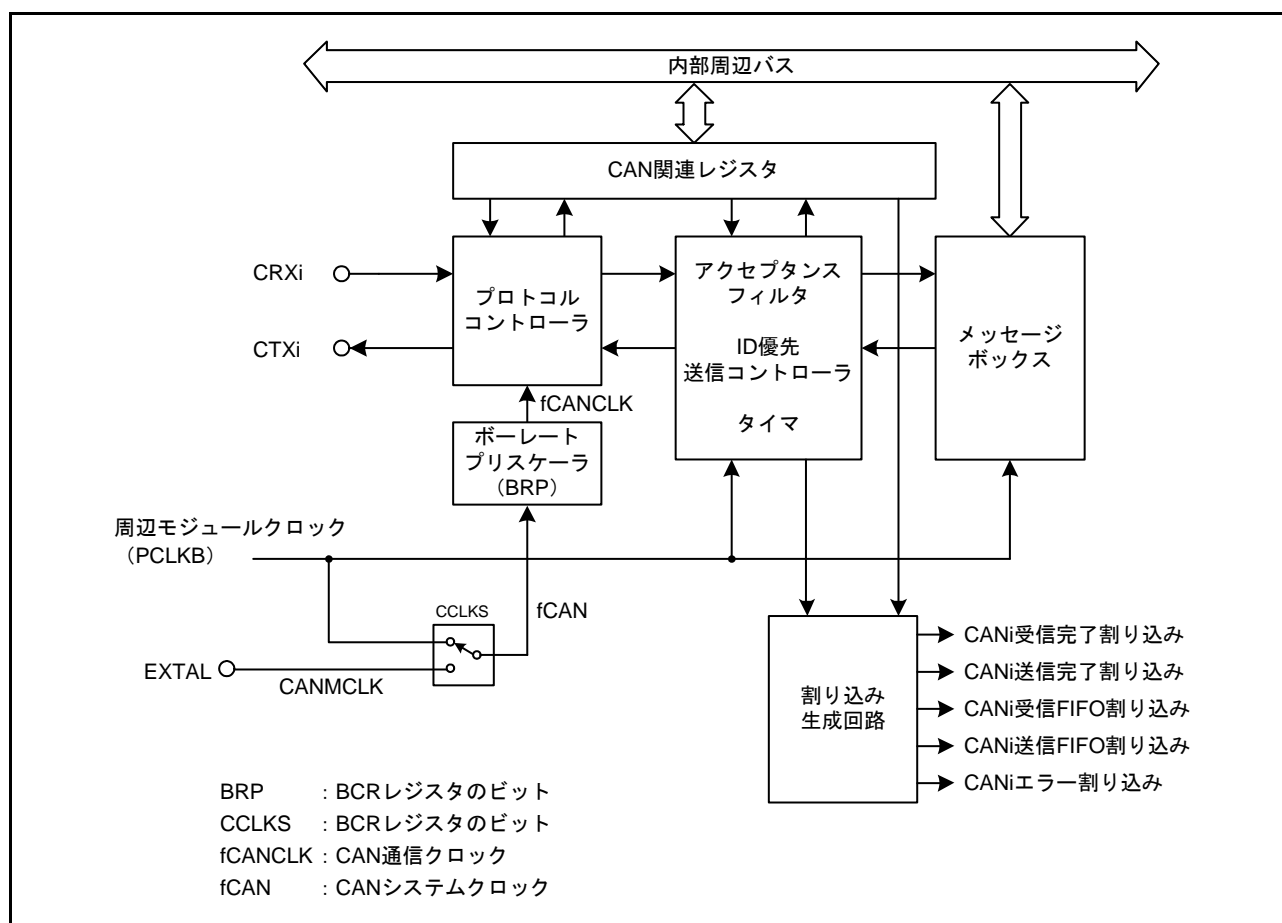 内部周辺バス
CAN関連レジスタ
CRXi
CTXi
プロトコル
コントローラ
アクセプタンス
フィルタ
ID優先
送信コントローラ
タイマ
メッセージ
ボックス
fCANCLK
ボーレート
プリスケーラ
（BRP）
周辺モジュールクロック
（PCLKB）
CCLKS
fCAN
EXTAL
CANMCLK
割り込み
生成回路
CANi受信完了割り込み
CANi送信完了割り込み
CANi受信FIFO割り込み
CANi送信FIFO割り込み
CANiエラー割り込み
BRP ：BCRレジスタのビット
CCLKS ：BCRレジスタのビット
fCANCLK ：CAN通信クロック
fCAN ：CANシステムクロック